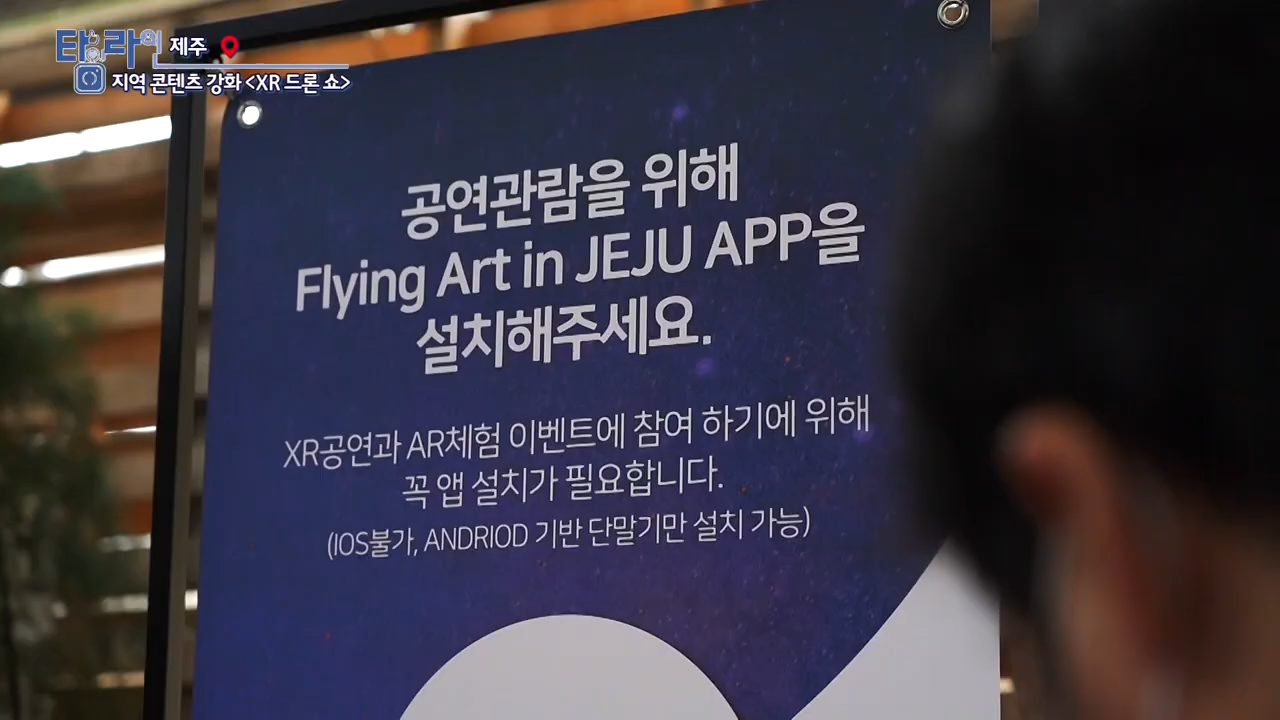 타라의 제주
지역 콘텐츠 강화 <XR 드론 쇼>
공연관람을 위해
Flying Art in JEJU APP을
설치해주세요.
XR공연과 AR체험 이벤트에 참여 하기에 위해
꼭 앱 설치가 필요합니다.
(IOS불가, ANDRIOD 기반 단말기만 설치 가능)